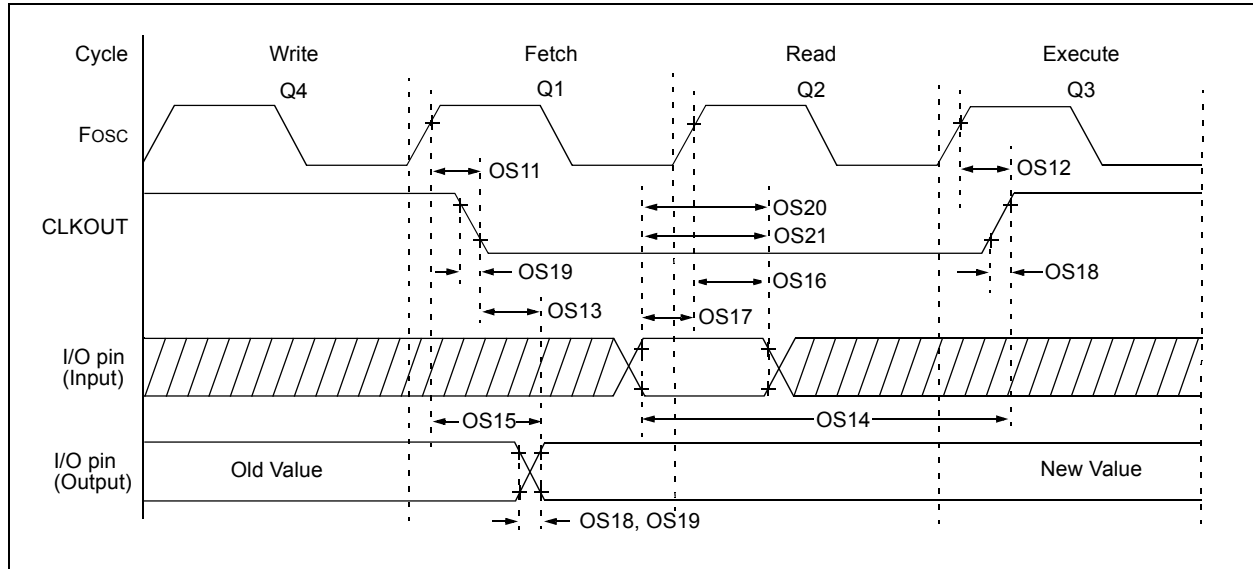 Cycle Write Fetch Read Execute
Q4 Q1 Q2 Q3
Fosc
OS11 OS12
CLKOUT
OS20
OS21
OS19 OS16 OS18
OS13 OS17
I/O pin
(Input)
OS15 OS14
I/O pin
(Output)
Old Value New Value
OS18, OS19